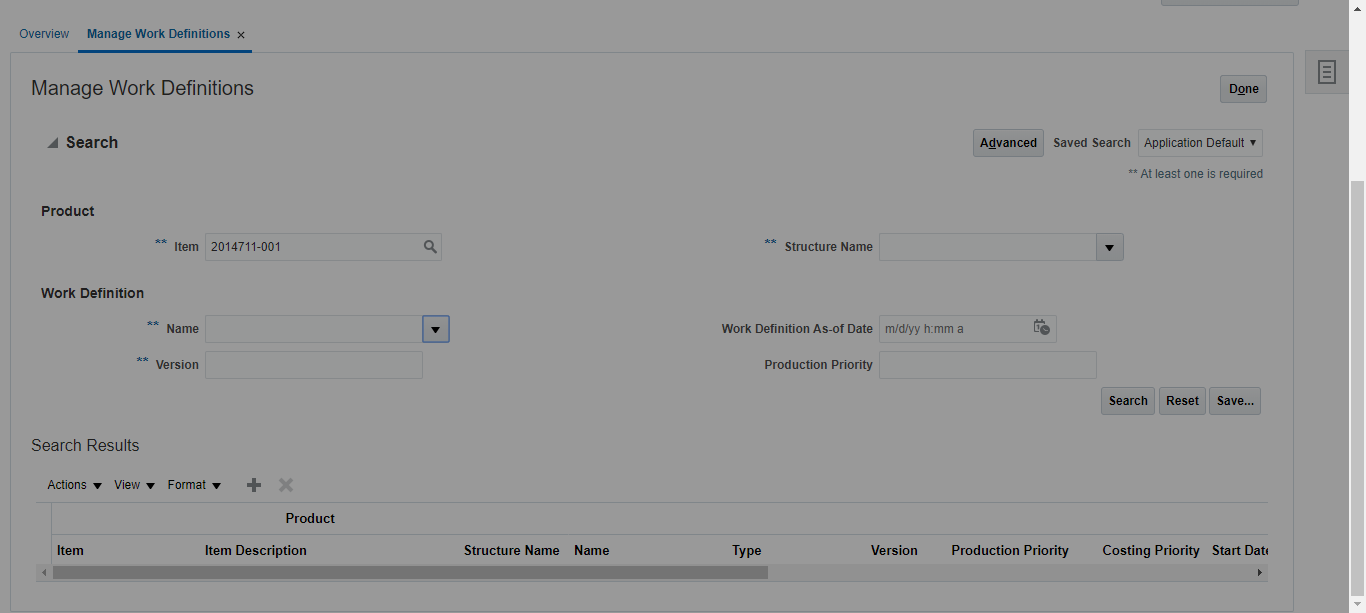 Overview Manage Work Definitions
Manage Work Definitions Done
Search Advanced Saved Search Application Default
** At least one is required
Product
** Item 2014711-001 ** Structure Name
Work Definition
** Name Work Definition As-of Date m/d/yy h:mm a
** Version Production Priority
Search Reset Save...
Search Results
Actions View Format
Product
Item Item Description Structure Name Name Type Version Production Priority Costing Priority Start Date